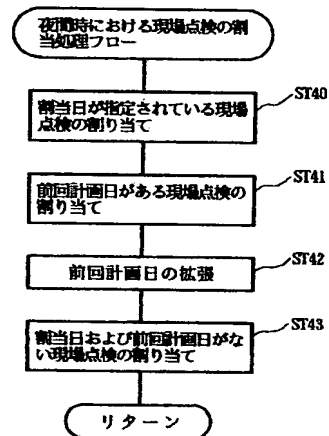 夜間時における現場点検の割
当処理フロー
ST40
割当日が指定されている現場
点検の割り当て
ST41
前回計画日がある現場点検の
割り当て
ST42
前回計画日の拡張
ST43
割当日および前回計画日がな
い現場点検の割り当て
リターン